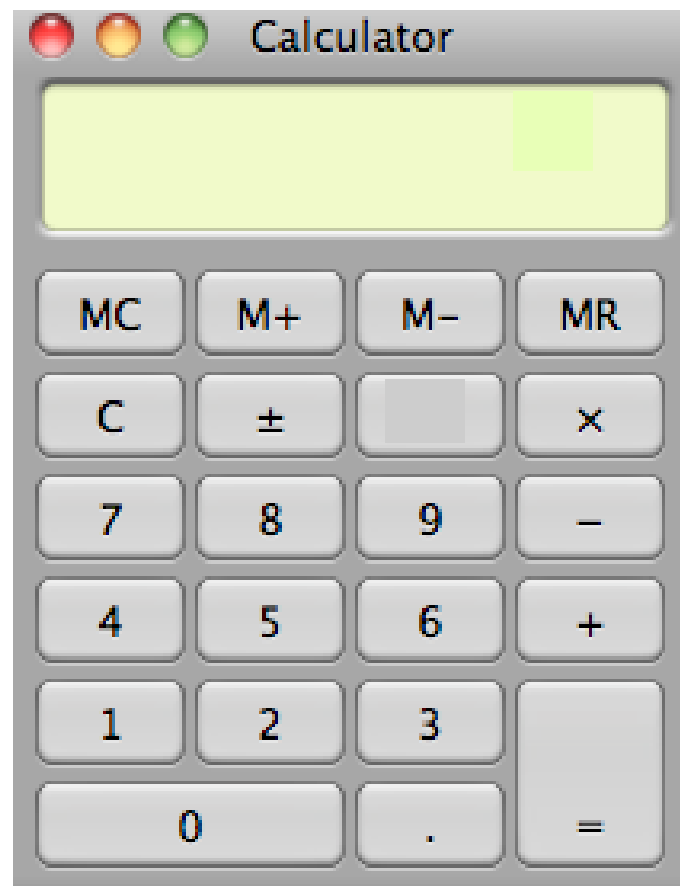 Calculator
MC M+ M− MR
C ± ×
7 8 9 −
4 5 6 +
1 2 3
0 . =